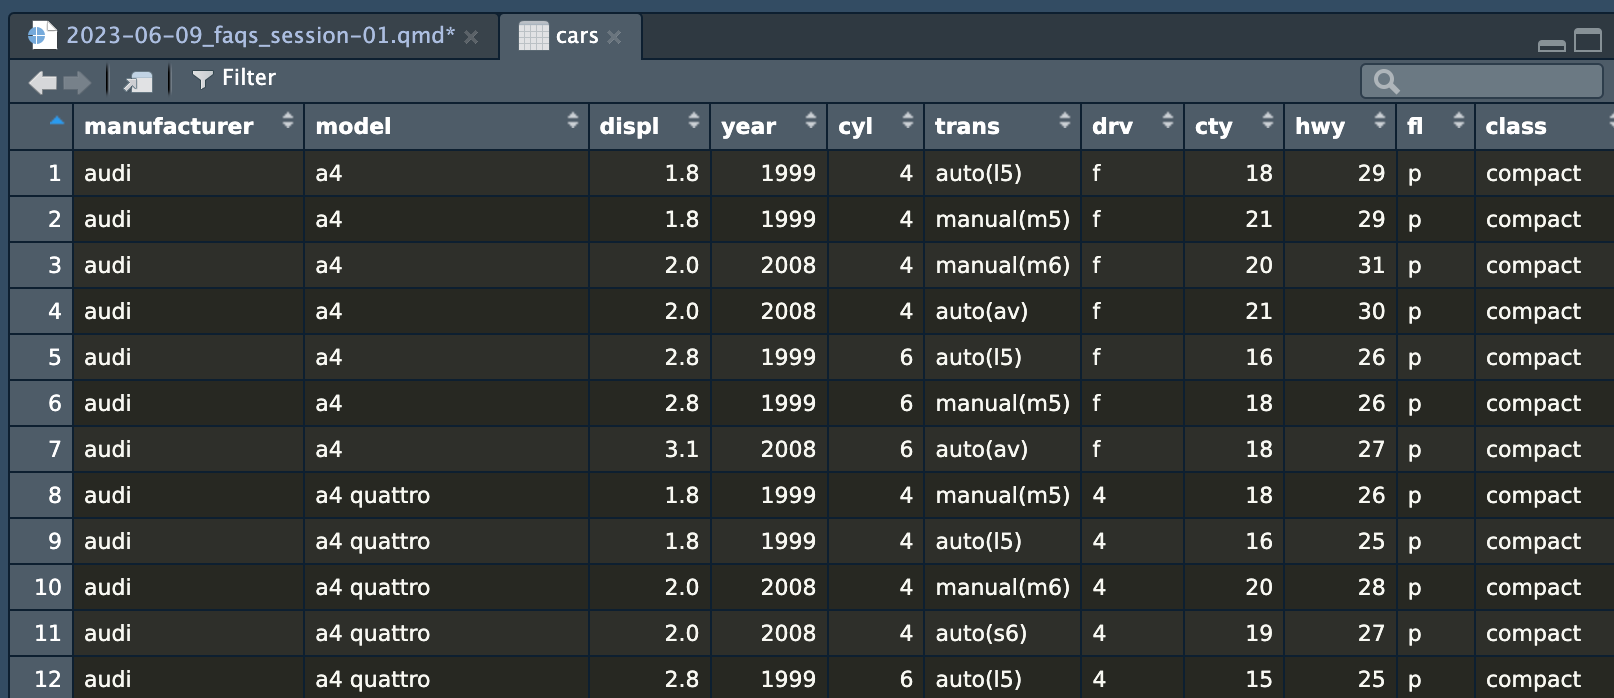 2023-06-09_faqs_session-01.qmd* cars
Filter
manufacturer model displ year cyl trans drv cty hwy fl class
1 audi a4 1.8 1999 4 auto(l5) f 18 29 p compact
2 audi a4 1.8 1999 4 manual(m5) f 21 29 p compact
3 audi a4 2.0 2008 4 manual(m6) f 20 31 p compact
4 audi a4 2.0 2008 4 auto(av) f 21 30 p compact
5 audi a4 2.8 1999 6 auto(l5) f 16 26 p compact
6 audi a4 2.8 1999 6 manual(m5) f 18 26 p compact
7 audi a4 3.1 2008 6 auto(av) f 18 27 p compact
8 audi a4 quattro 1.8 1999 4 manual(m5) 4 18 26 p compact
9 audi a4 quattro 1.8 1999 4 auto(l5) 4 16 25 p compact
10 audi a4 quattro 2.0 2008 4 manual(m6) 4 20 28 p compact
11 audi a4 quattro 2.0 2008 4 auto(s6) 4 19 27 p compact
12 audi a4 quattro 2.8 1999 6 auto(l5) 4 15 25 p compact